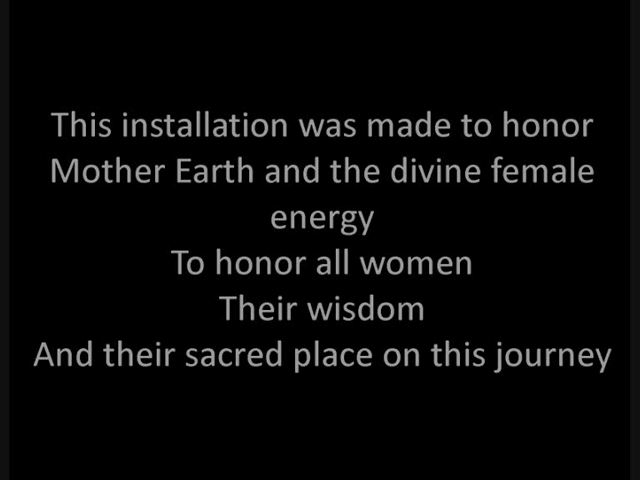 This installation was made to honor
Mother Earth and the divine female
energy
To honor all women
Their wisdom
And their sacred place on this journey